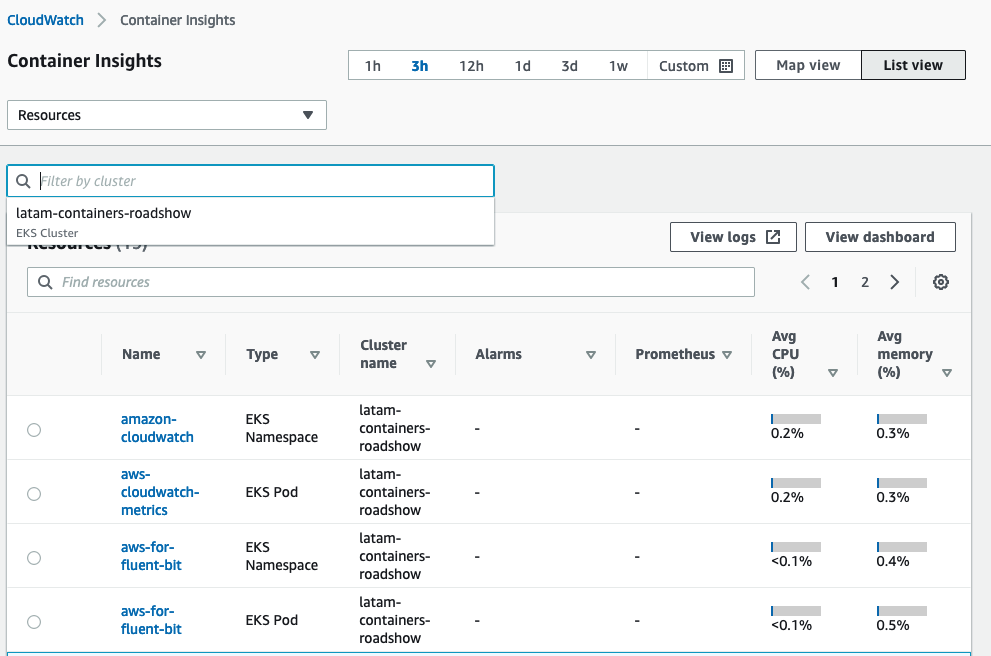 CloudWatch > Container Insights
Container Insights
1h 3h 12h 1d 3d 1w Custom Map view List view
Resources
Filter by cluster
latam-containers-roadshow
EKS Cluster
View logs View dashboard
Find resources
1 2
Name Type Cluster name Alarms Prometheus Avg CPU (%) Avg memory (%)
amazon-
cloudwatch
EKS
Namespace
latam-
containers-
roadshow
-
-
0.2%
0.3%
aws-
cloudwatch-
metrics
EKS Pod
latam-
containers-
roadshow
-
-
0.2%
0.3%
aws-for-
fluent-bit
EKS
Namespace
latam-
containers-
roadshow
-
-
<0.1%
0.4%
aws-for-
fluent-bit
EKS Pod
latam-
containers-
roadshow
-
-
<0.1%
0.5%